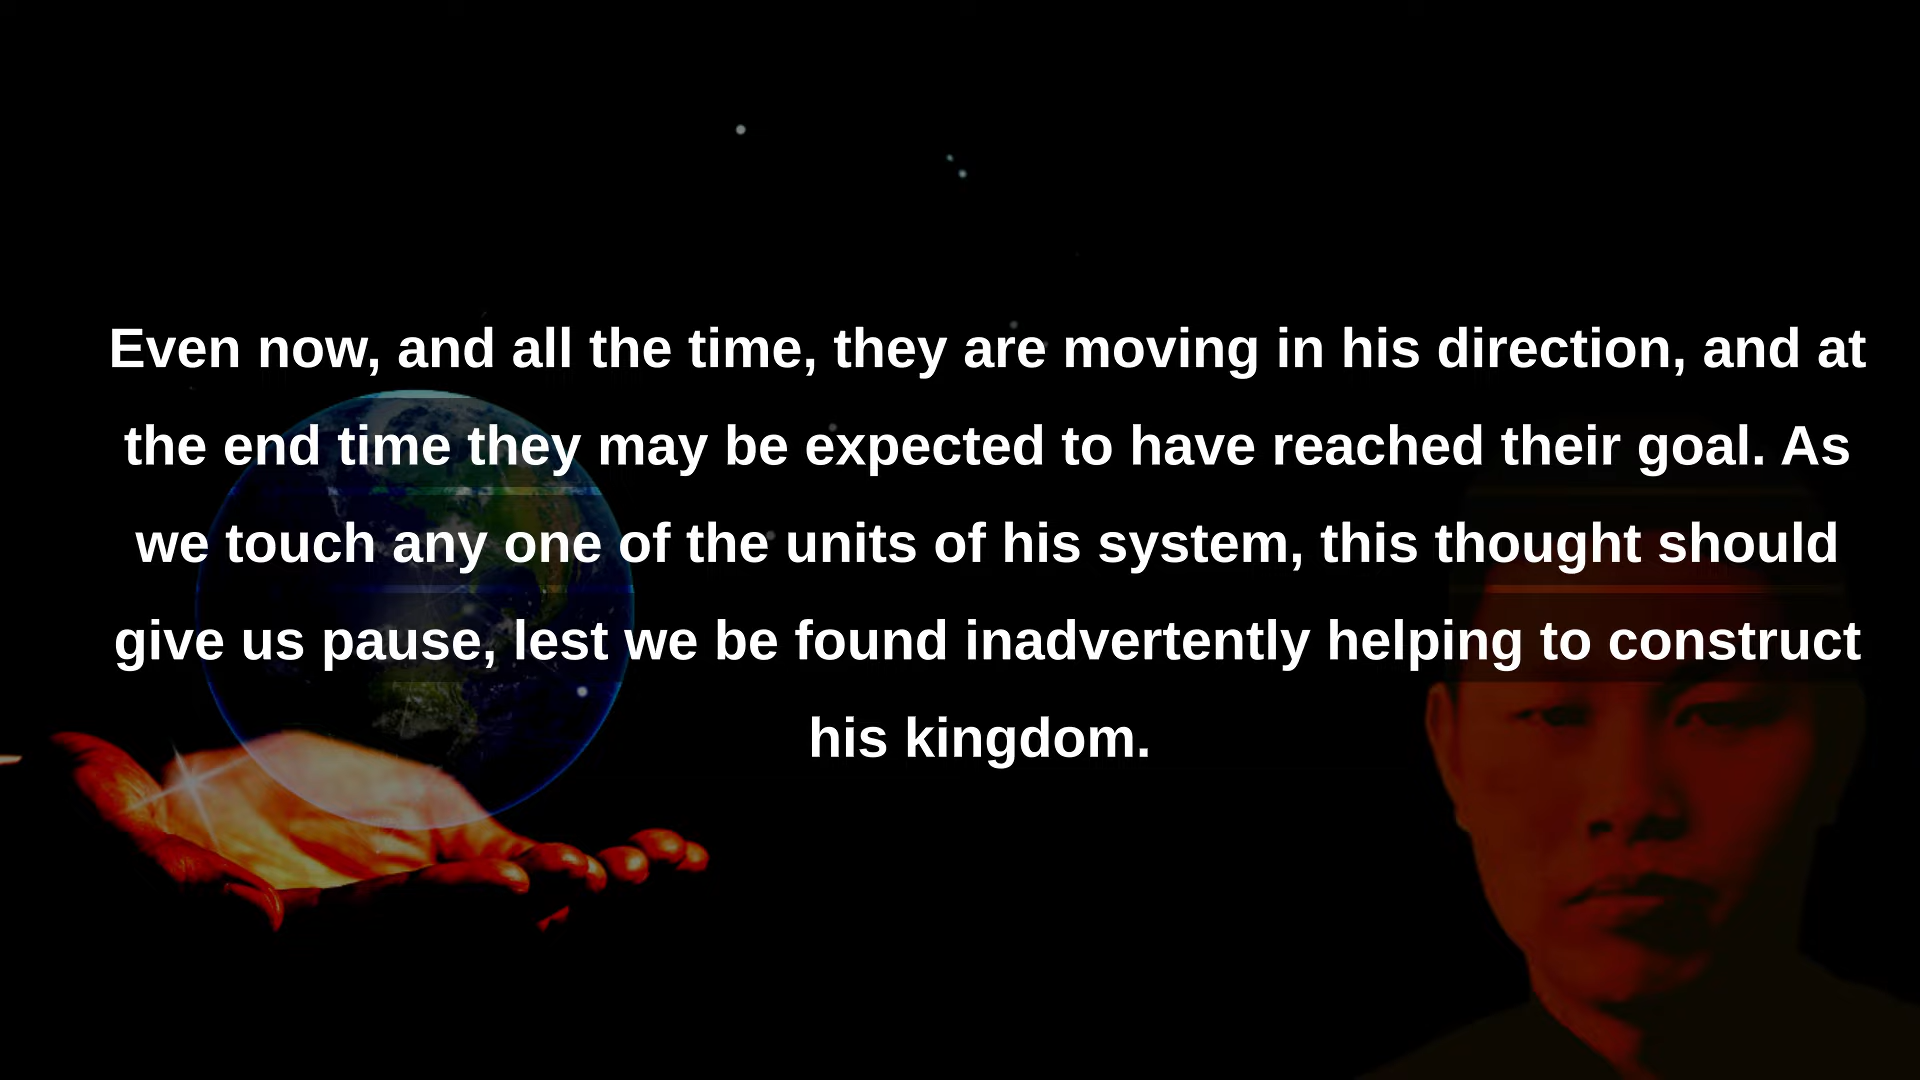 Even now, and all the time, they are moving in his direction, and at
the end time they may be expected to have reached their goal. As
we touch any one of the units of his system, this thought should
give us pause, lest we be found inadvertently helping to construct
his kingdom.